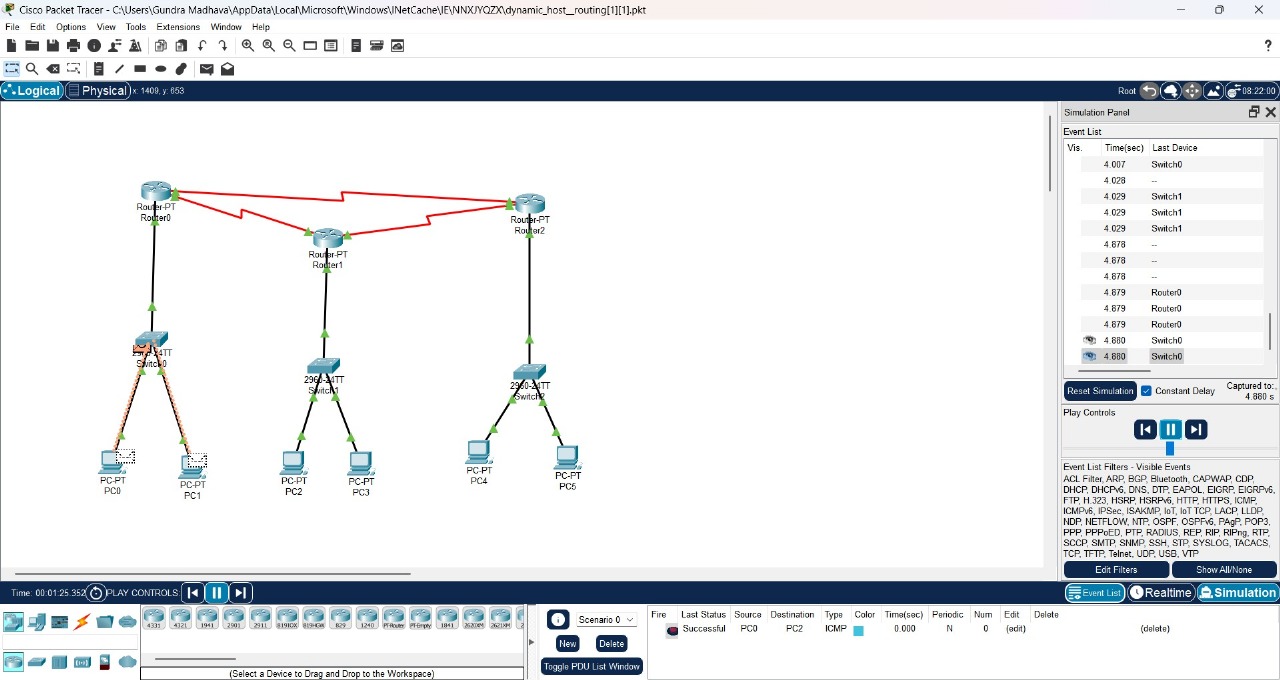 Cisco Packet Tracer - C:\Users\Gundra Madhava\AppData\Local\Microsoft\Windows\INetCache\IE\NNXJYQZX\dynamic_host__routing[1][1].pkt
File Edit Options View Tools Extensions Window Help
?
Logical Physical x: 1409, y: 653 Root 08:22:00
Simulation Panel
Event List
Vis. Time(sec) Last Device
4.007 Switch0
4.028 --
4.029 Switch1
4.029 Switch1
4.029 Switch1
4.878 --
4.878 --
4.878 --
4.879 Router0
4.879 Router0
4.879 Router0
4.880 Switch0
4.880 Switch0
Reset Simulation Constant Delay Captured to:
4.880 s
Play Controls
Event List Filters - Visible Events
ACL Filter, ARP, BGP, Bluetooth, CAPWAP, CDP,
DHCP, DHCPv6, DNS, DTP, EAPOL, EIGRP, EIGRPv6,
FTP, H.323, HSRP, HSRPv6, HTTP, HTTPS, ICMP,
ICMPv6, IPSec, ISAKMP, IoT, IoT TCP, LACP, LLDP,
NDP, NETFLOW, NTP, OSPF, OSPFv6, PAgP, POP3,
PPP, PPPoED, PTP, RADIUS, REP, RIP, RIPng, RTP,
SCCP, SMTP, SNMP, SSH, STP, SYSLOG, TACACS,
TCP, TFTP, Telnet, UDP, USB, VTP
Edit Filters Show All/None
Router-PT
Router0
Router-PT
Router1
Router-PT
Router2
2960-24TT
Switch0
2960-24TT
Switch1
2960-24TT
Switch2
PC-PT
PC0
PC-PT
PC1
PC-PT
PC2
PC-PT
PC3
PC-PT
PC4
PC-PT
PC5
Time: 00:01:25.352 PLAY CONTROLS: Event List Realtime Simulation
4331 4321 1941 2901 2911 819IOX 819HGW 829 1240 PT-Router PT-Empty 1841 2620XM 2621XM
(Select a Device to Drag and Drop to the Workspace)
Scenario 0
New Delete
Toggle PDU List Window
Fire Last Status Source Destination Type Color Time(sec) Periodic Num Edit Delete
Successful PC0 PC2 ICMP 0.000 N 0 (edit) (delete)